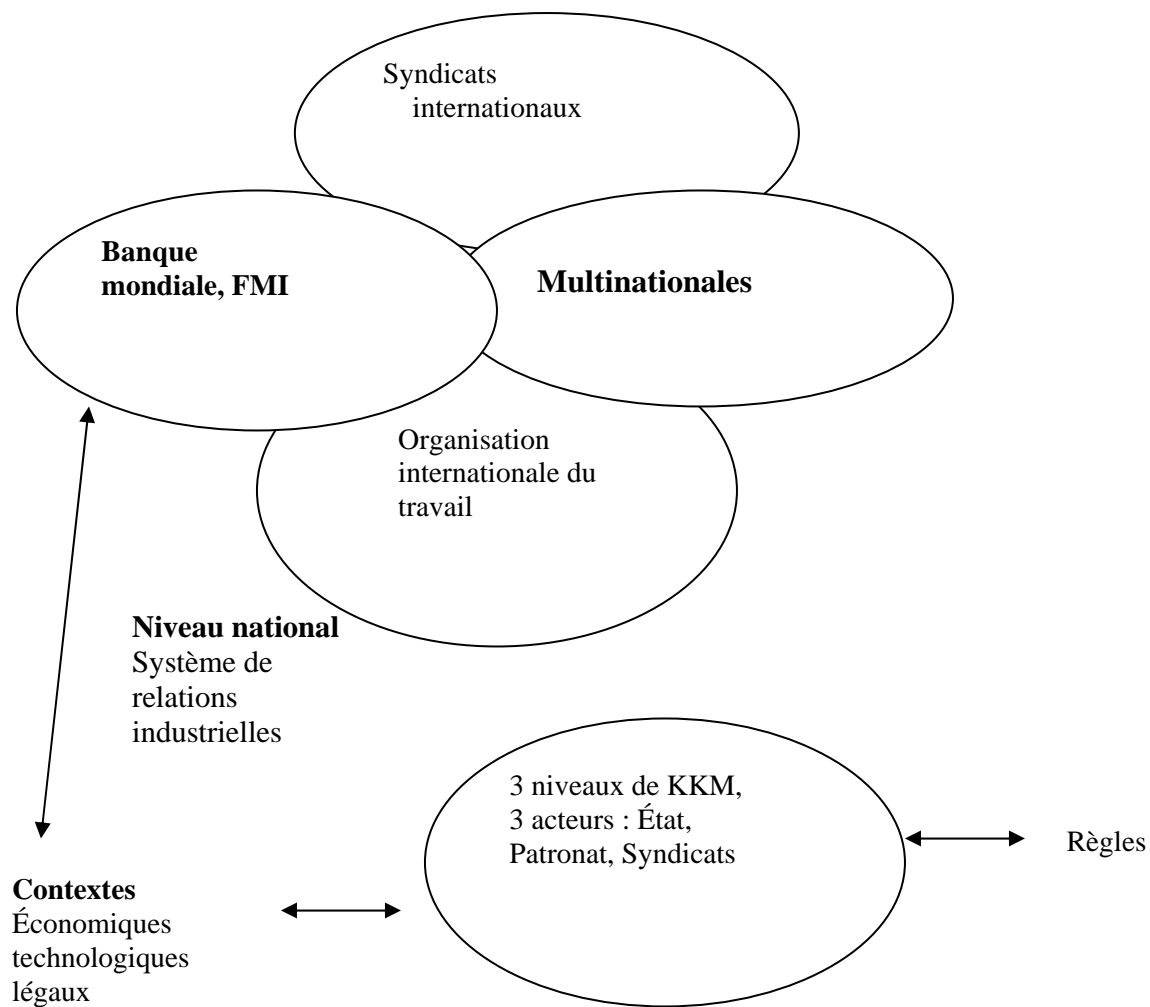 Syndicats
internationaux
Banque
mondiale, FMI
Multinationales
Organisation
internationale du
travail
Niveau national
Système de
relations
industrielles
3 niveaux de KKM,
3 acteurs : État,
Patronat, Syndicats
Règles
Contextes
Économiques
technologiques
légaux